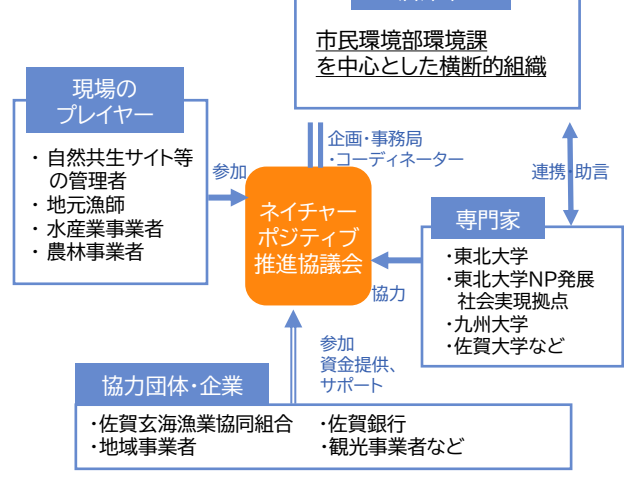 市民環境部環境課
を中心とした横断的組織
現場の
プレイヤー
・自然共生サイト等
の管理者
・地元漁師
・水産業事業者
・農林事業者
参加
企画・事務局
・コーディネーター
連携・助言
ネイチャー
ポジティブ
推進協議会
専門家
・東北大学
・東北大学NP発展
社会実現拠点
・九州大学
・佐賀大学など
協力
参加
資金提供、
サポート
協力団体・企業
・佐賀玄海漁業協同組合
・地域事業者
・佐賀銀行
・観光事業者など